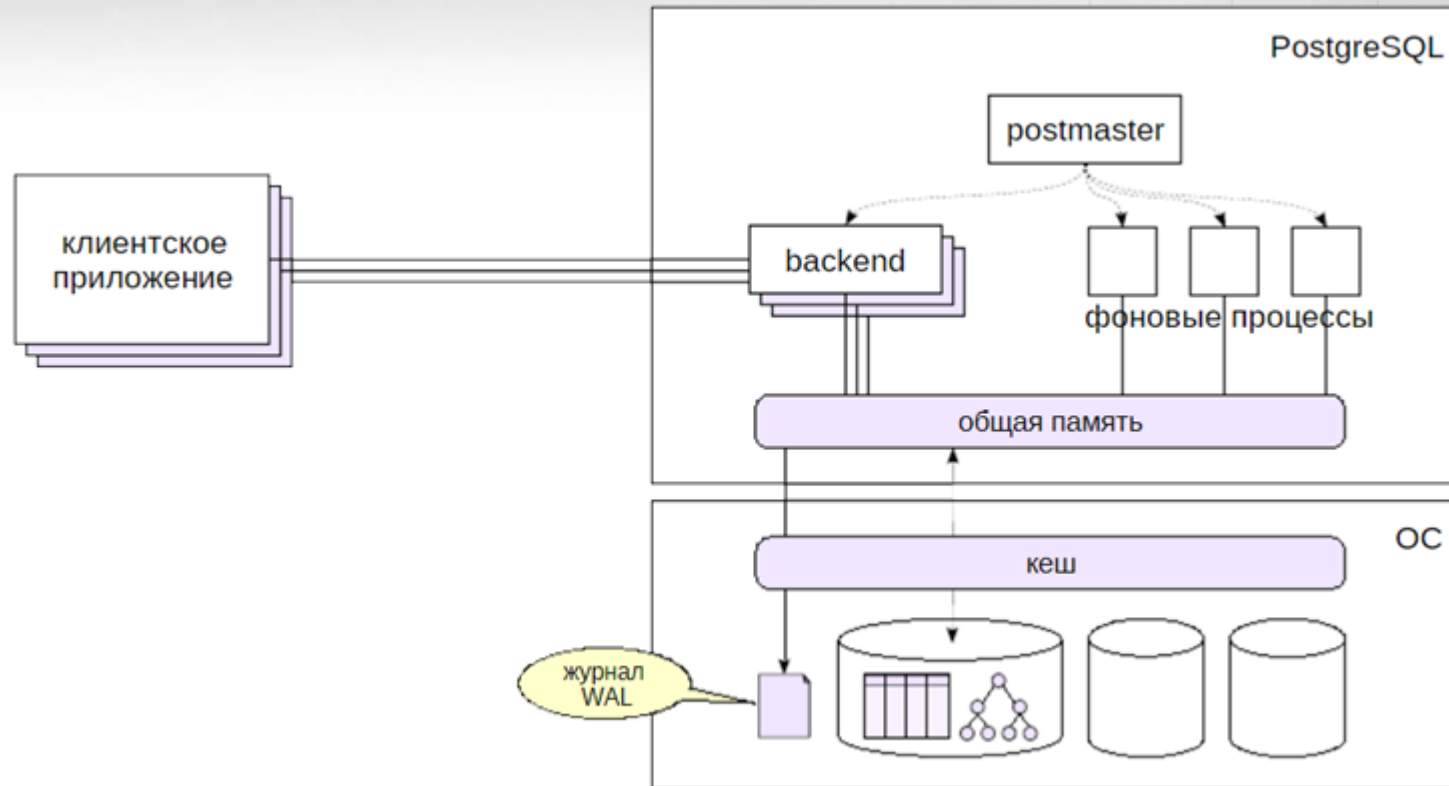 PostgreSQL
postmaster
клиентское
приложение
backend
фоновые процессы
общая память
ОС
кеш
журнал
WAL